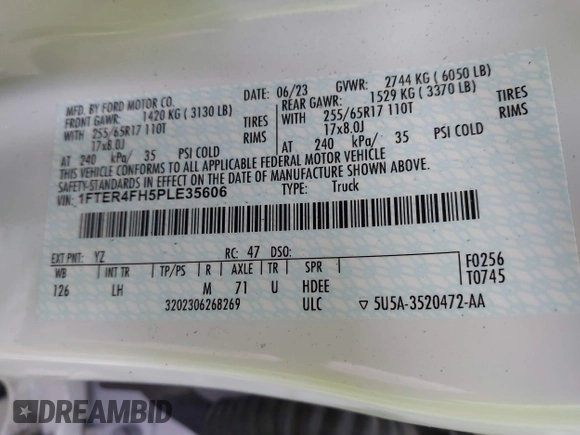 MFD. BY FORD MOTOR CO.
DATE: 06/23 GVWR: 2744 KG ( 6050 LB)
FRONT GAWR: 1420 KG ( 3130 LB) REAR GAWR: 1529 KG ( 3370 LB)
WITH 255/65R17 110T TIRES WITH 255/65R17 110T TIRES
17x8.0J RIMS 17x8.0J RIMS
AT 240 kPa/ 35 PSI COLD AT 240 kPa/ 35 PSI COLD
THIS VEHICLE CONFORMS TO ALL APPLICABLE FEDERAL MOTOR VEHICLE
SAFETY-STANDARDS IN EFFECT ON THE DATE OF MANUFACTURE SHOWN ABOVE.
VIN: 1FTER4FH5PLE35606 TYPE: Truck
EXT PNT: YZ RC: 47 DSO: F0256
WB INT TR TP/PS R AXLE TR SPR T0745
126 LH M 71 U HDEE
3202306268269 ULC ▽ 5U5A-3520472-AA
DREAMBID